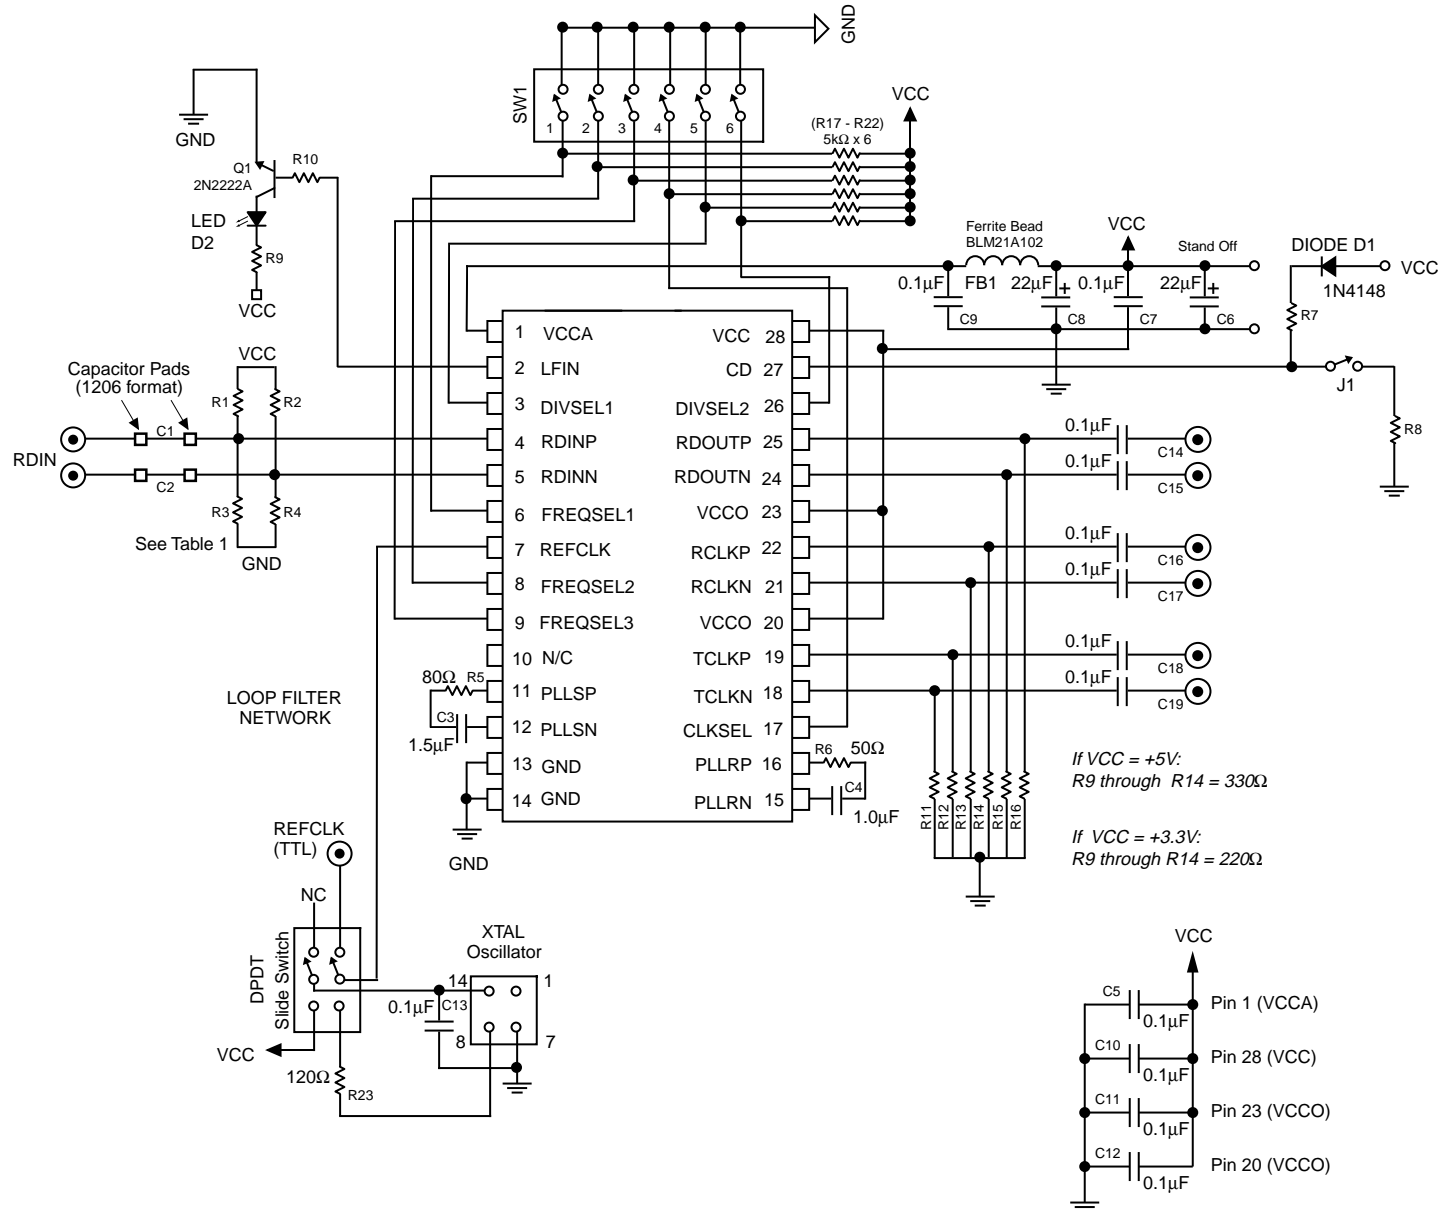 GND
SW1
1 2 3 4 5 6
VCC
(R17 - R22)
5kΩ x 6
GND
Q1
2N2222A
R10
LED
D2
R9
VCC
Ferrite Bead
BLM21A102
FB1
VCC
Stand Off
0.1µF
C9
22µF
+
C8
0.1µF
C7
22µF
+
C6
DIODE D1
1N4148
VCC
R7
J1
R8
Capacitor Pads
(1206 format)
VCC
R1
R2
RDIN
C1
C2
R3
R4
See Table 1
GND
1 VCCA
2 LFIN
3 DIVSEL1
4 RDINP
5 RDINN
6 FREQSEL1
7 REFCLK
8 FREQSEL2
9 FREQSEL3
10 N/C
11 PLLSP
12 PLLSN
13 GND
14 GND
VCC 28
CD 27
DIVSEL2 26
RDOUTP 25
RDOUTN 24
VCCO 23
RCLKP 22
RCLKN 21
VCCO 20
TCLKP 19
TCLKN 18
CLKSEL 17
PLLRP 16
PLLRN 15
0.1µF
C14
0.1µF
C15
0.1µF
C16
0.1µF
C17
0.1µF
C18
0.1µF
C19
LOOP FILTER
NETWORK
80Ω R5
C3
1.5µF
GND
R6 50Ω
C4
1.0µF
R11
R12
R13
R14
R15
R16
If VCC = +5V:
R9 through R14 = 330Ω
If VCC = +3.3V:
R9 through R14 = 220Ω
REFCLK
(TTL)
NC
DPDT
Slide Switch
VCC
120Ω
R23
XTAL
Oscillator
14
1
0.1µF
C13
8
7
VCC
C5
0.1µF
Pin 1 (VCCA)
C10
0.1µF
Pin 28 (VCC)
C11
0.1µF
Pin 23 (VCCO)
C12
0.1µF
Pin 20 (VCCO)